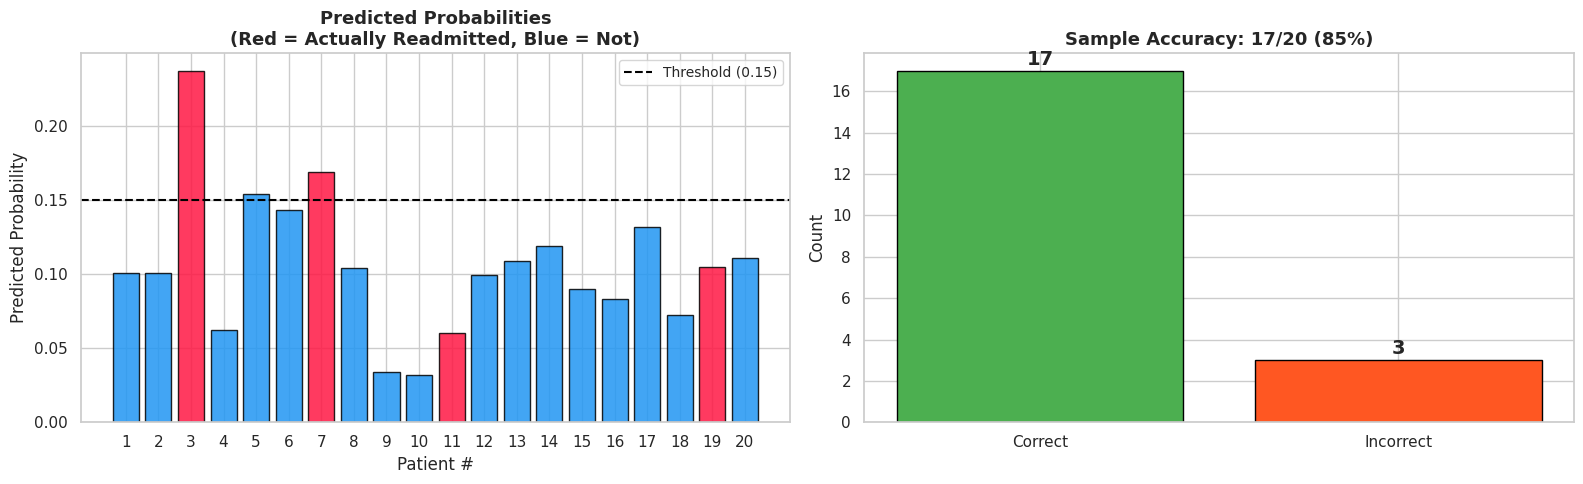 Predicted Probabilities
(Red = Actually Readmitted, Blue = Not)
Threshold (0.15)
Predicted Probability
0.20
0.15
0.10
0.05
0.00
1 2 3 4 5 6 7 8 9 10 11 12 13 14 15 16 17 18 19 20
Patient #
Sample Accuracy: 17/20 (85%)
Count
16
14
12
10
8
6
4
2
0
17
3
Correct Incorrect